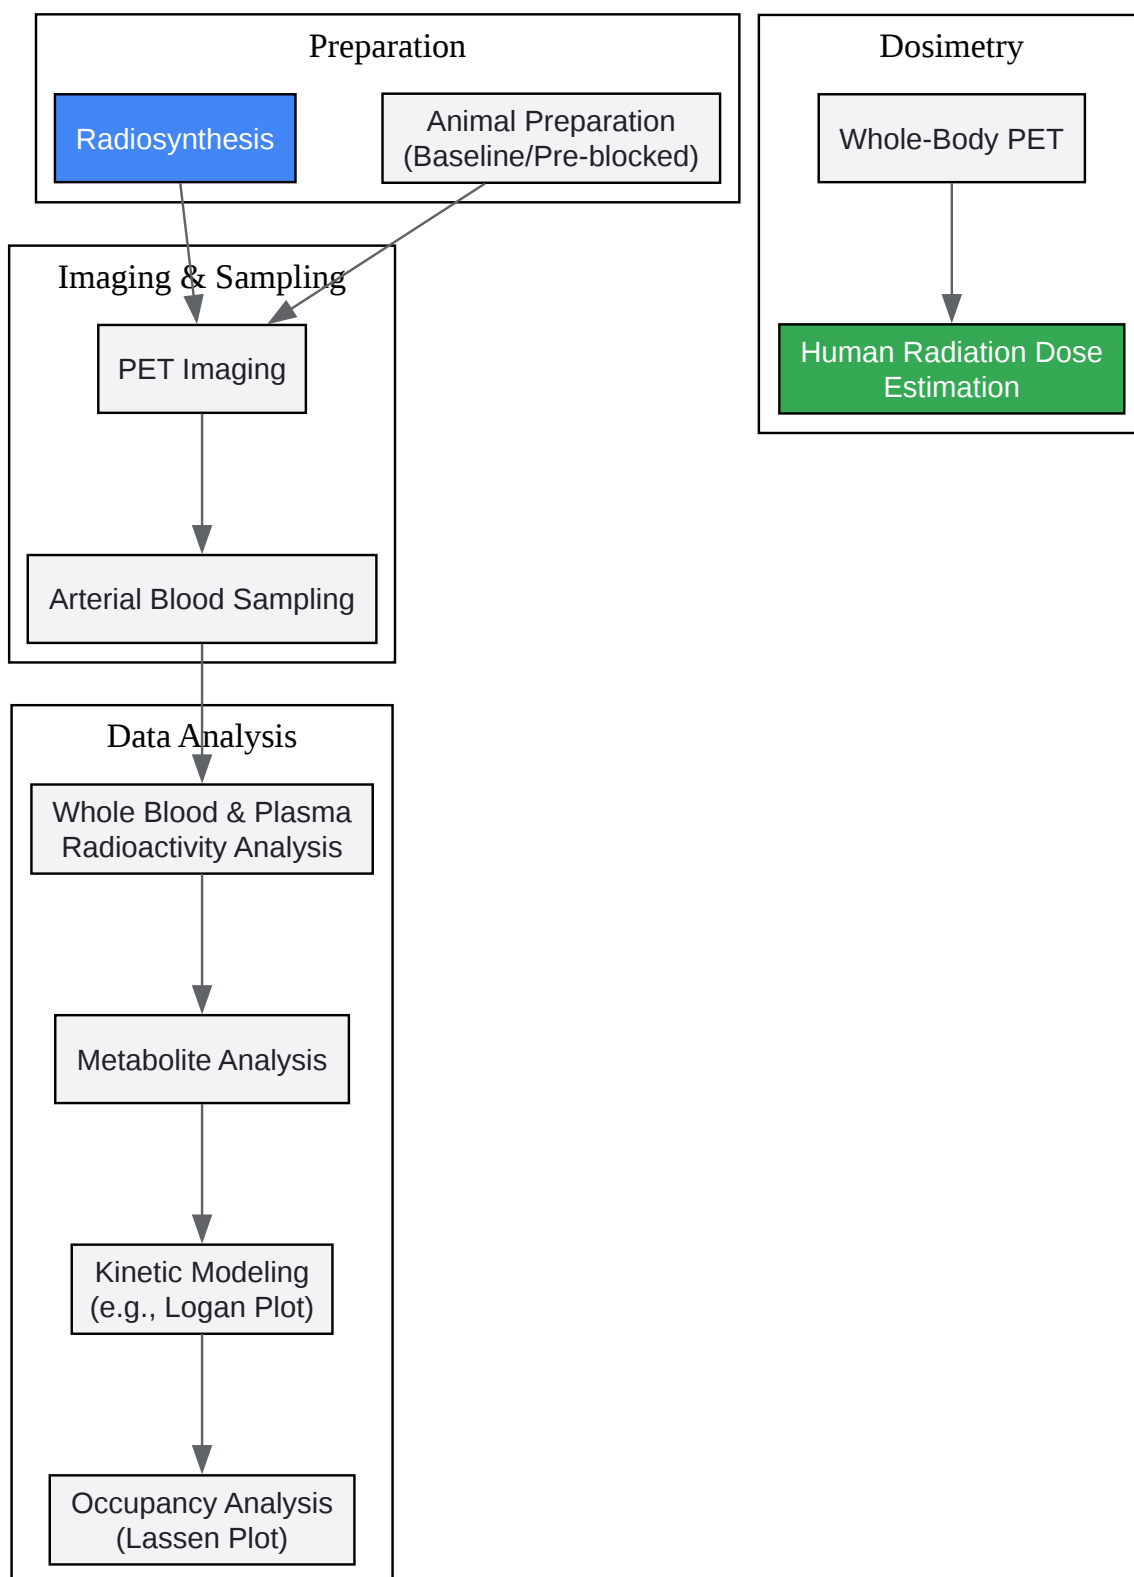 Preparation
Radiosynthesis
Animal Preparation
(Baseline/Pre-blocked)
Imaging & Sampling
PET Imaging
Arterial Blood Sampling
Data Analysis
Whole Blood & Plasma
Radioactivity Analysis
Metabolite Analysis
Kinetic Modeling
(e.g., Logan Plot)
Occupancy Analysis
(Lassen Plot)
Dosimetry
Whole-Body PET
Human Radiation Dose
Estimation